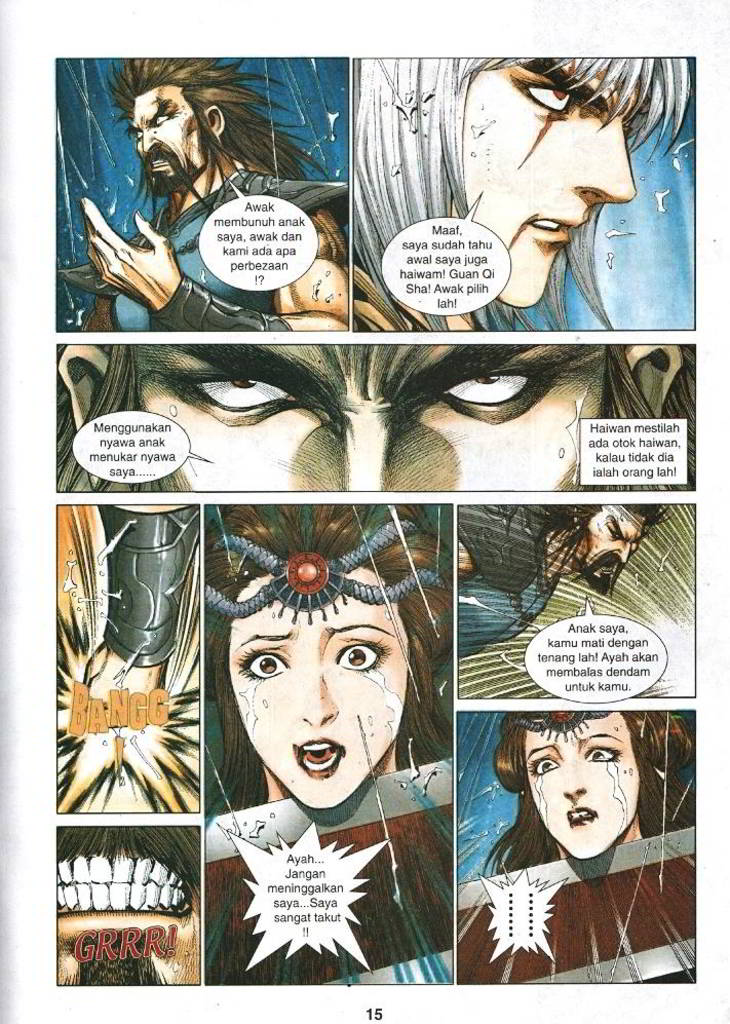 Awak
membunuh anak
saya, awak dan
kami ada apa
perbezaan
!?
Maaf,
saya sudah tahu
awal saya juga
haiwam! Guan Qi
Sha! Awak pilih
lah!
Menggunakan
nyawa anak
menukar nyawa
saya......
Haiwan mestilah
ada otok haiwan,
kalau tidak dia
ialah orang lah!
BANGG
!
Ayah...
Jangan
meninggalkan
saya...Saya
sangat takut
!!
Anak saya,
kamu mati dengan
tenang lah! Ayah akan
membalas dendam
untuk kamu.
GRRR!
⋮ ⋮
15